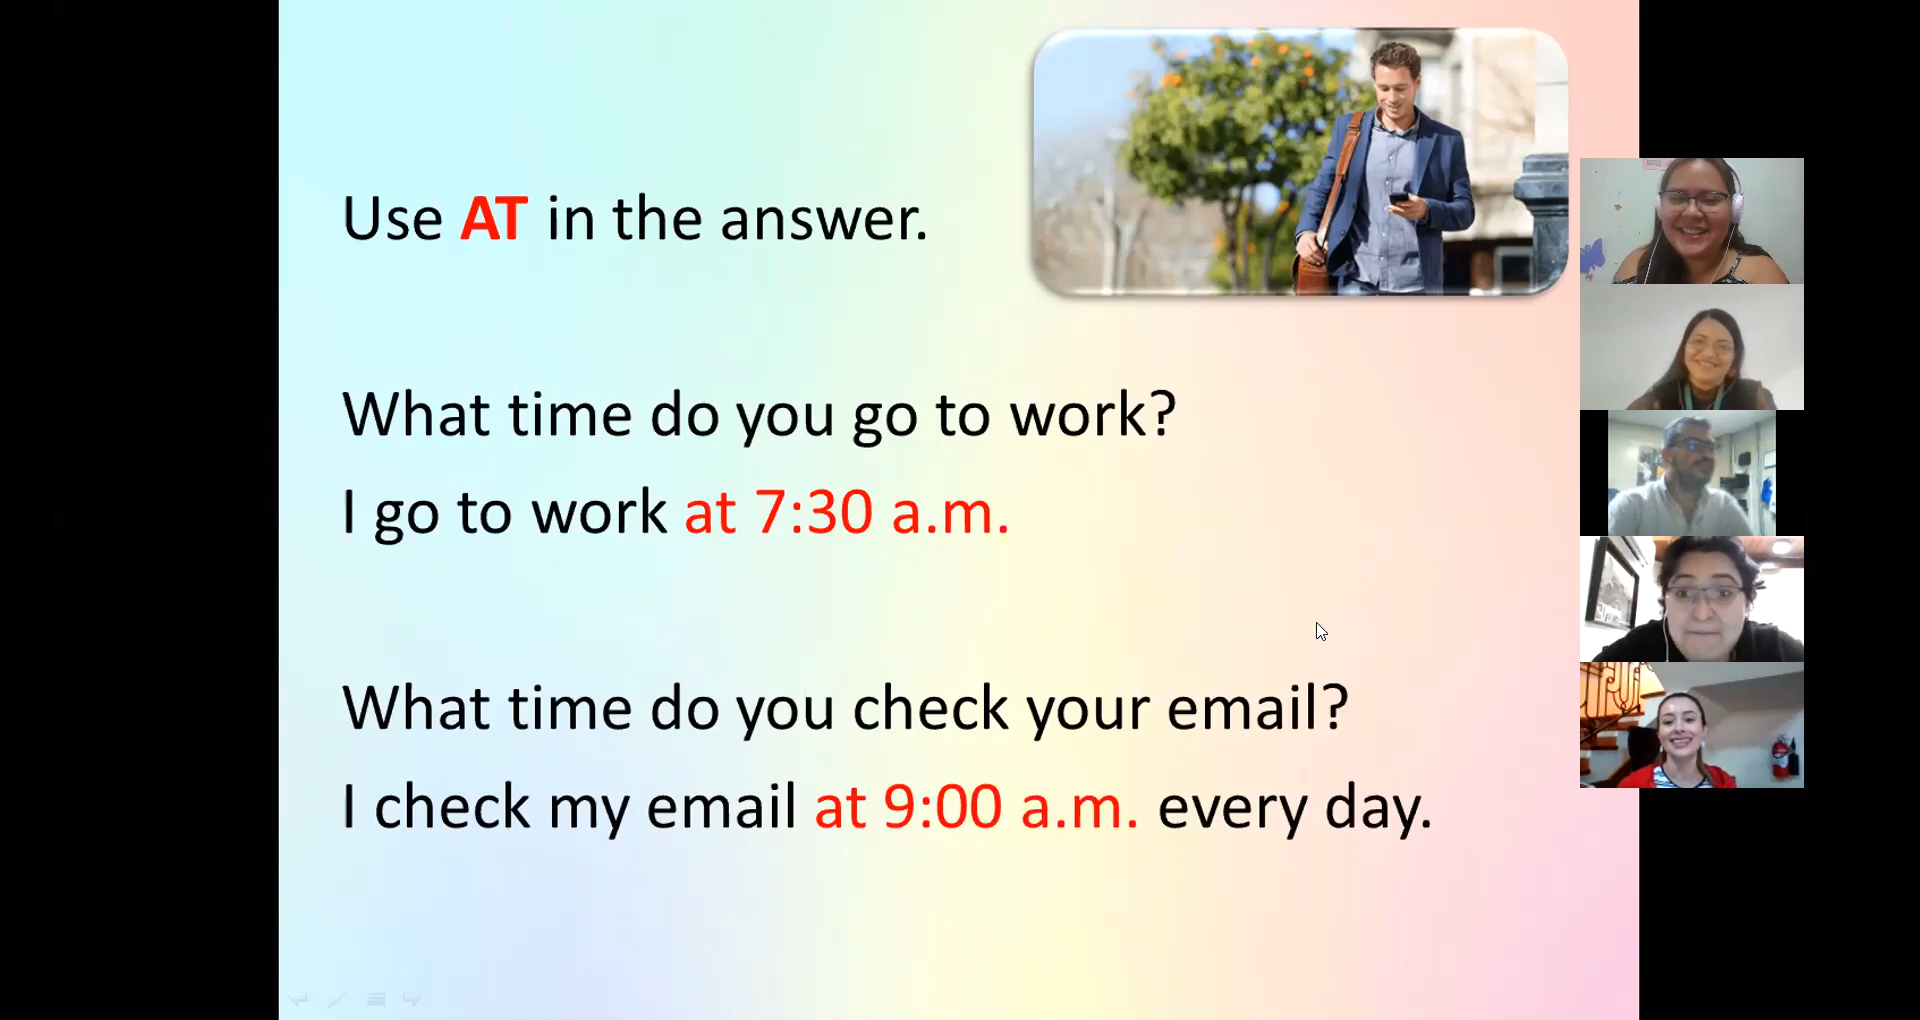 Use AT in the answer.
What time do you go to work?
I go to work at 7:30 a.m.
What time do you check your email?
I check my email at 9:00 a.m. every day.